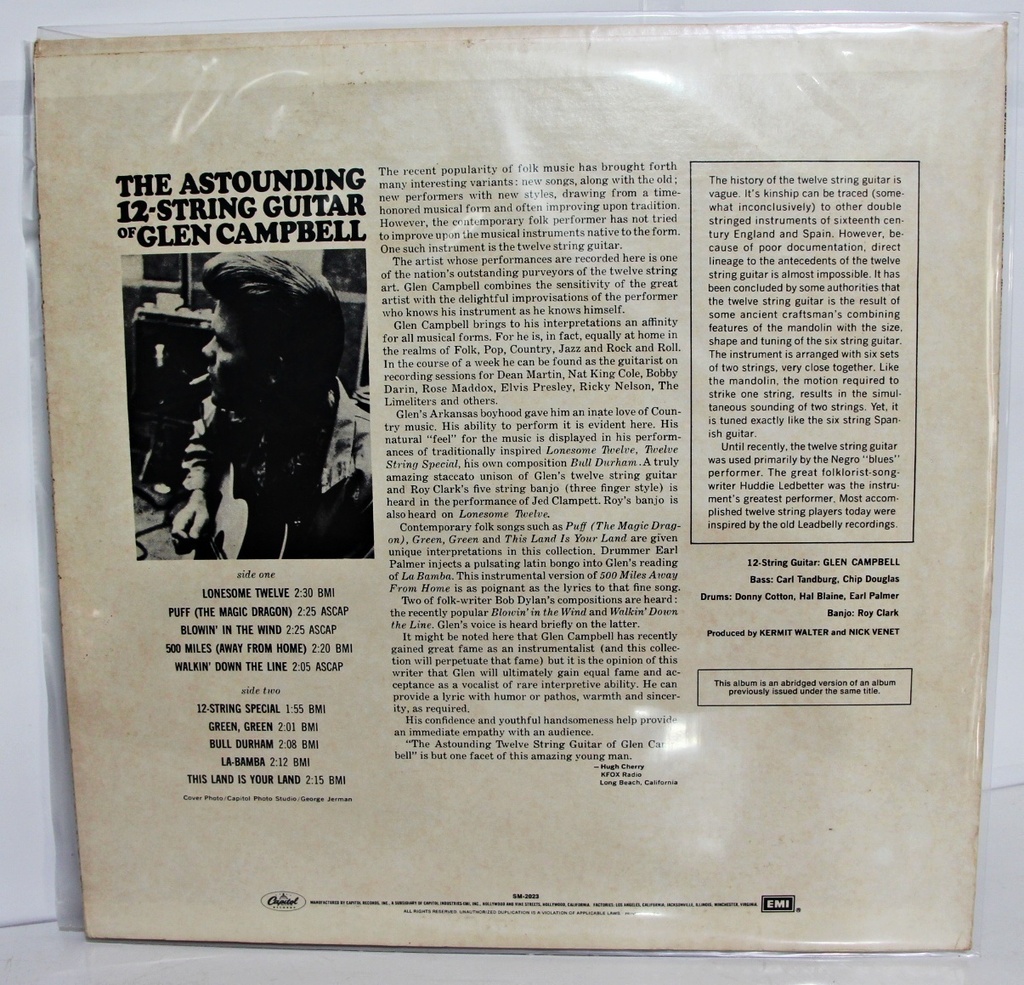 THE ASTOUNDING
12-STRING GUITAR
OF GLEN CAMPBELL
side one
LONESOME TWELVE 2:30 BMI
PUFF (THE MAGIC DRAGON) 2:25 ASCAP
BLOWIN' IN THE WIND 2:25 ASCAP
500 MILES (AWAY FROM HOME) 2:20 BMI
WALKIN' DOWN THE LINE 2:05 ASCAP
side two
12-STRING SPECIAL 1:55 BMI
GREEN, GREEN 2:01 BMI
BULL DURHAM 2:08 BMI
LA-BAMBA 2:12 BMI
THIS LAND IS YOUR LAND 2:15 BMI
Cover Photo/Capitol Photo Studio/George Jerman
The recent popularity of folk music has brought forth
many interesting variants: new songs, along with the old;
new performers with new styles, drawing from a time-
honored musical form and often improving upon tradition.
However, the contemporary folk performer has not tried
to improve upon the musical instruments native to the form.
One such instrument is the twelve string guitar.
The artist whose performances are recorded here is one
of the nation's outstanding purveyors of the twelve string
art. Glen Campbell combines the sensitivity of the great
artist with the delightful improvisations of the performer
who knows his instrument as he knows himself.
Glen Campbell brings to his interpretations an affinity
for all musical forms. For he is, in fact, equally at home in
the realms of Folk, Pop, Country, Jazz and Rock and Roll.
In the course of a week he can be found as the guitarist on
recording sessions for Dean Martin, Nat King Cole, Bobby
Darin, Rose Maddox, Elvis Presley, Ricky Nelson, The
Limeliters and others.
Glen's Arkansas boyhood gave him an inate love of Coun-
try music. His ability to perform it is evident here. His
natural "feel" for the music is displayed in his perform-
ances of traditionally inspired Lonesome Twelve, Twelve
String Special, his own composition Bull Durham. A truly
amazing staccato unison of Glen's twelve string guitar
and Roy Clark's five string banjo (three finger style) is
heard in the performance of Jed Clampett. Roy's banjo is
also heard on Lonesome Twelve.
Contemporary folk songs such as Puff (The Magic Drag-
on), Green, Green and This Land Is Your Land are given
unique interpretations in this collection. Drummer Earl
Palmer injects a pulsating latin bongo into Glen's reading
of La Bamba. This instrumental version of 500 Miles Away
From Home is as poignant as the lyrics to that fine song.
Two of folk-writer Bob Dylan's compositions are heard:
the recently popular Blowin' in the Wind and Walkin' Down
the Line. Glen's voice is heard briefly on the latter.
It might be noted here that Glen Campbell has recently
gained great fame as an instrumentalist (and this collec-
tion will perpetuate that fame) but it is the opinion of this
writer that Glen will ultimately gain equal fame and ac-
ceptance as a vocalist of rare interpretive ability. He can
provide a lyric with humor or pathos, warmth and sincer-
ity, as required.
His confidence and youthful handsomeness help provide
an immediate empathy with an audience.
"The Astounding Twelve String Guitar of Glen Camp-
bell" is but one facet of this amazing young man.
– Hugh Cherry
KFOX Radio
Long Beach, California
The history of the twelve string guitar is
vague. It's kinship can be traced (some-
what inconclusively) to other double
stringed instruments of sixteenth cen-
tury England and Spain. However, be-
cause of poor documentation, direct
lineage to the antecedents of the twelve
string guitar is almost impossible. It has
been concluded by some authorities that
the twelve string guitar is the result of
some ancient craftsman's combining
features of the mandolin with the size,
shape and tuning of the six string guitar.
The instrument is arranged with six sets
of two strings, very close together. Like
the mandolin, the motion required to
strike one string, results in the simul-
taneous sounding of two strings. Yet, it
is tuned exactly like the six string Span-
ish guitar.
Until recently, the twelve string guitar
was used primarily by the Negro "blues"
performer. The great folklorist-song-
writer Huddie Ledbetter was the instru-
ment's greatest performer. Most accom-
plished twelve string players today were
inspired by the old Leadbelly recordings.
12-String Guitar: GLEN CAMPBELL
Bass: Carl Tandburg, Chip Douglas
Drums: Donny Cotton, Hal Blaine, Earl Palmer
Banjo: Roy Clark
Produced by KERMIT WALTER and NICK VENET
This album is an abridged version of an album
previously issued under the same title.
SM-2023
Capitol RECORDS
MANUFACTURED BY CAPITOL RECORDS, INC., A SUBSIDIARY OF CAPITOL INDUSTRIES-EMI, INC., HOLLYWOOD AND VINE STREETS, HOLLYWOOD, CALIFORNIA. FACTORIES: LOS ANGELES, CALIFORNIA, JACKSONVILLE, ILLINOIS, WINCHESTER, VIRGINIA.
EMI ®
ALL RIGHTS RESERVED. UNAUTHORIZED DUPLICATION IS A VIOLATION OF APPLICABLE LAWS.